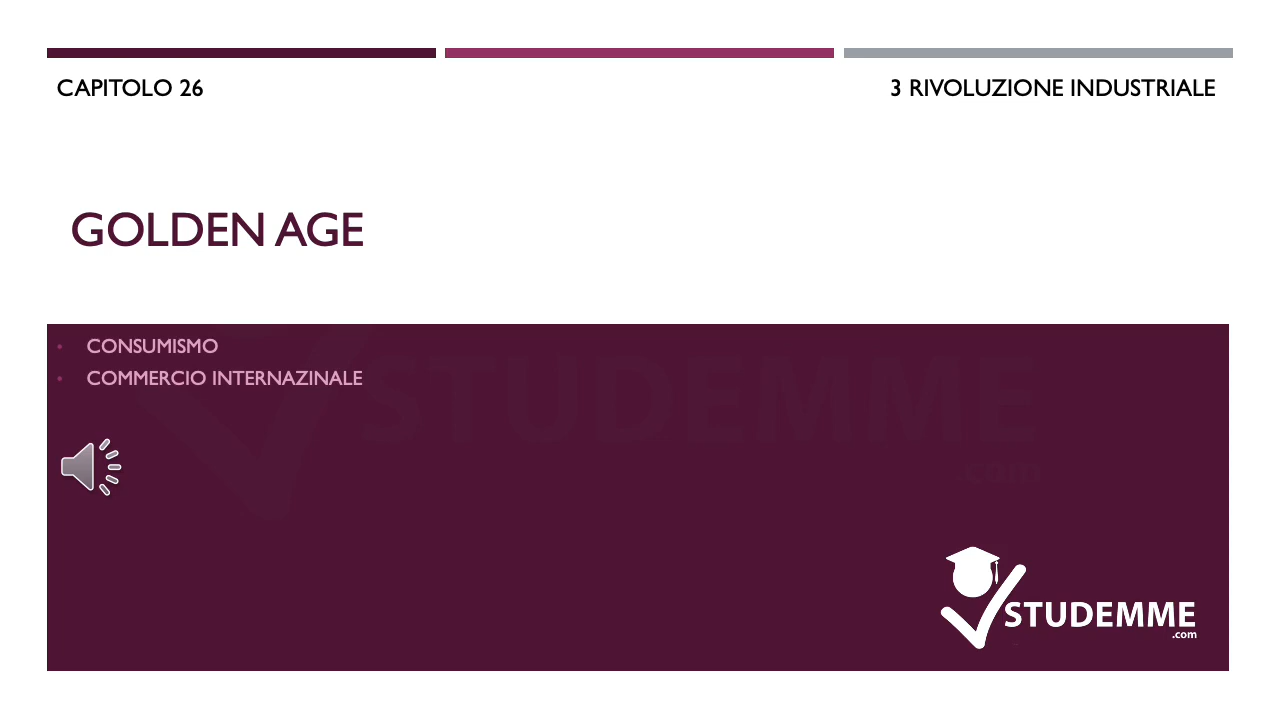 CAPITOLO 26
3 RIVOLUZIONE INDUSTRIALE
GOLDEN AGE
• CONSUMISMO
• COMMERCIO INTERNAZINALE
STUDEMME
.com
STUDEMME
.com